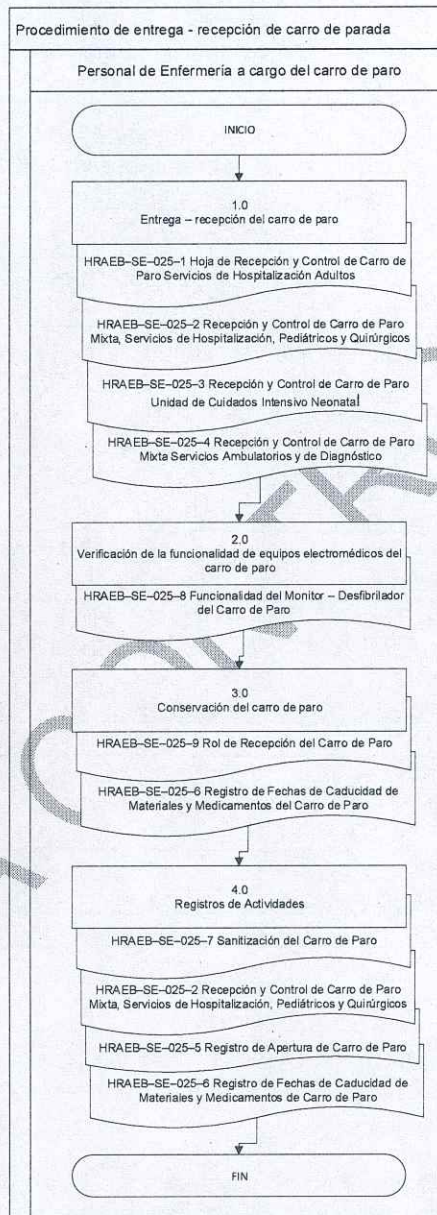 Procedimiento de entrega - recepción de carro de parada
Personal de Enfermería a cargo del carro de paro
INICIO
1.0
Entrega – recepción del carro de paro
HRAEB–SE–025–1 Hoja de Recepción y Control de Carro de
Paro Servicios de Hospitalización Adultos
HRAEB–SE–025–2 Recepción y Control de Carro de Paro
Mixta, Servicios de Hospitalización, Pediátricos y Quirúrgicos
HRAEB–SE–025–3 Recepción y Control de Carro de Paro
Unidad de Cuidados Intensivo Neonatal
HRAEB–SE–025–4 Recepción y Control de Carro de Paro
Mixta Servicios Ambulatorios y de Diagnóstico
2.0
Verificación de la funcionalidad de equipos electromédicos del
carro de paro
HRAEB–SE–025–8 Funcionalidad del Monitor – Desfibrilador
del Carro de Paro
3.0
Conservación del carro de paro
HRAEB–SE–025–9 Rol de Recepción del Carro de Paro
HRAEB–SE–025–6 Registro de Fechas de Caducidad de
Materiales y Medicamentos del Carro de Paro
4.0
Registros de Actividades
HRAEB–SE–025–7 Sanitización del Carro de Paro
HRAEB–SE–025–2 Recepción y Control de Carro de Paro
Mixta, Servicios de Hospitalización, Pediátricos y Quirúrgicos
HRAEB–SE–025–5 Registro de Apertura de Carro de Paro
HRAEB–SE–025–6 Registro de Fechas de Caducidad de
Materiales y Medicamentos de Carro de Paro
FIN